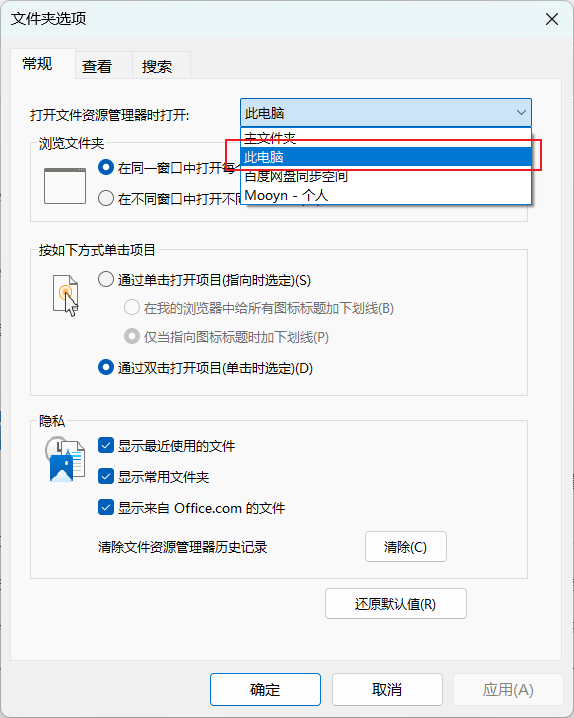 文件夹选项
常规
查看
搜索
打开文件资源管理器时打开:
此电脑
主文件夹
此电脑
百度网盘同步空间
Mooyn - 个人
浏览文件夹
在同一窗口中打开每个
在不同窗口中打开不同
按如下方式单击项目
通过单击打开项目(指向时选定)(S)
在我的浏览器中给所有图标标题加下划线(B)
仅当指向图标标题时加下划线(P)
通过双击打开项目(单击时选定)(D)
隐私
显示最近使用的文件
显示常用文件夹
显示来自 Office.com 的文件
清除文件资源管理器历史记录
清除(C)
还原默认值(R)
确定
取消
应用(A)